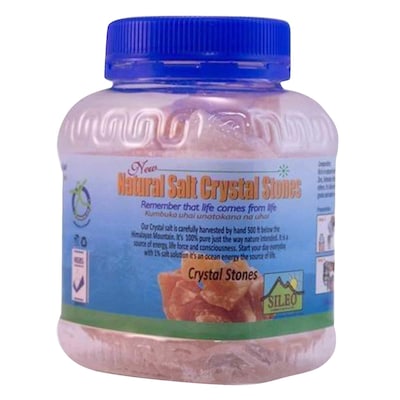 New
Natural Salt Crystal Stones
Remember that life comes from life
Kumbuka uhai unatokana na uhai
Our Crystal salt is carefully harvested by hand 500 ft below the
Himalayan Mountain. It's 100% pure just the way nature intended. It is a
source of energy, life force and consciousness. Start your day everyday
with 1% salt solution it's an ocean energy the source of life.
Crystal Stones
SILEO